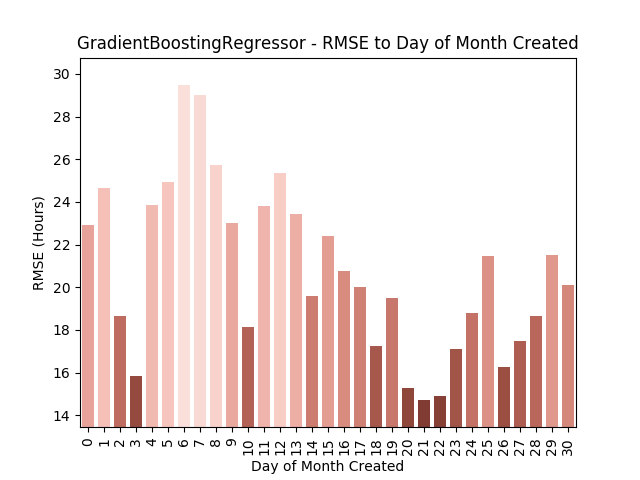 GradientBoostingRegressor - RMSE to Day of Month Created
30
28
26
24
22
20
18
16
14
RMSE (Hours)
0 1 2 3 4 5 6 7 8 9 10 11 12 13 14 15 16 17 18 19 20 21 22 23 24 25 26 27 28 29 30
Day of Month Created